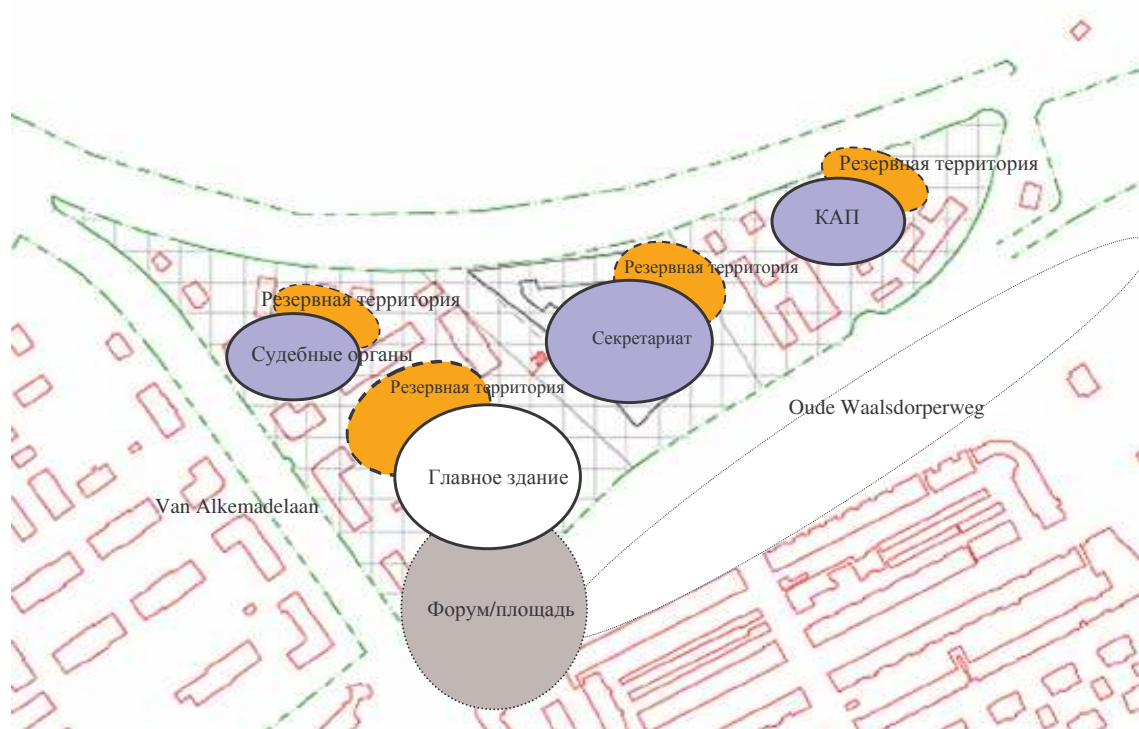 Резервная территория
КАП
Резервная территория
Резервная территория
Секретариат
Судебные органы
Резервная территория
Oude Waalsdorperweg
Главное здание
Van Alkemadelaan
Форум/площадь